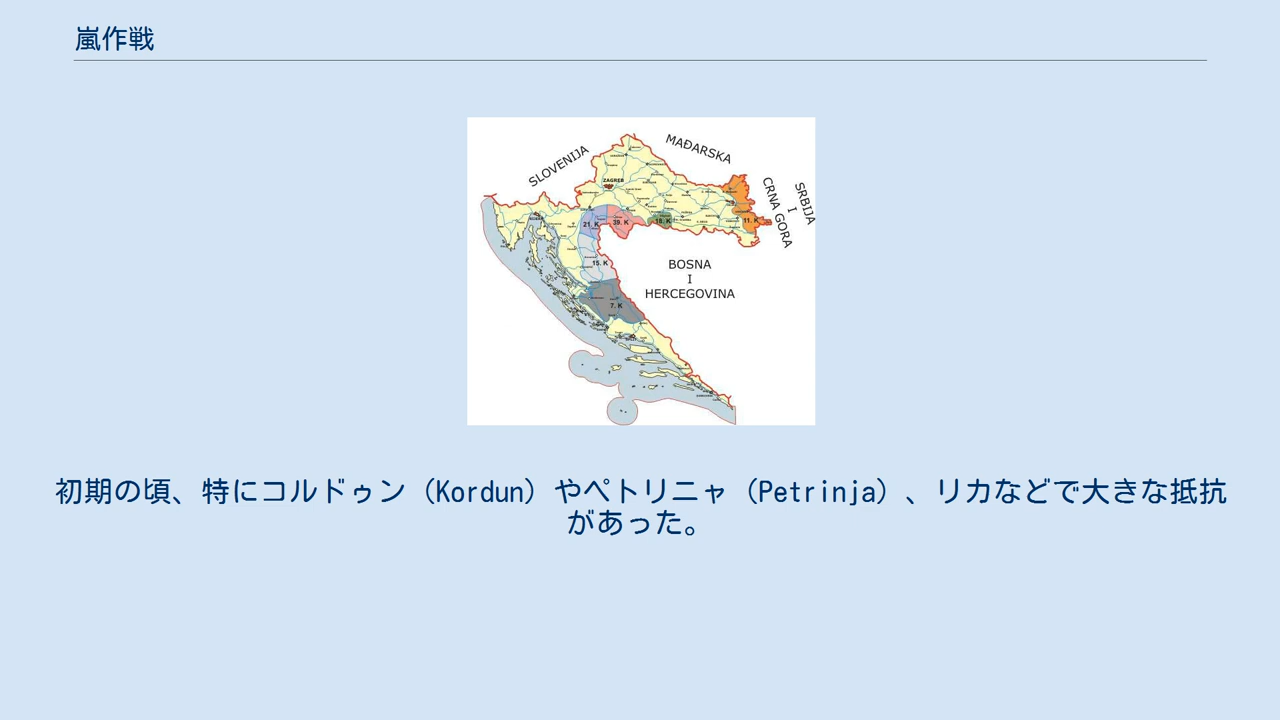 嵐作戦
SLOVENIJA
MAĐARSKA
ZAGREB
SRBIJA
I
CRNA GORA
21. K
39. K
18. K
11. K
15. K
BOSNA
I
HERCEGOVINA
7. K
初期の頃、特にコルドゥン（Kordun）やペトリニャ（Petrinja）、リカなどで大きな抵抗
があった。